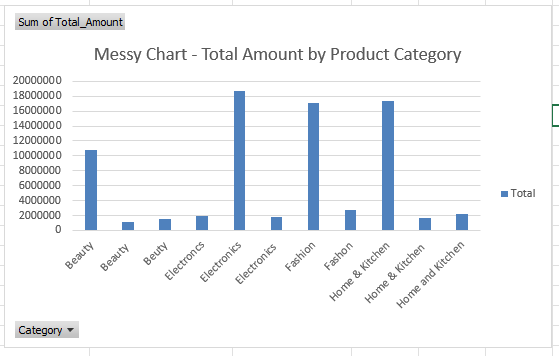 Sum of Total_Amount
Messy Chart - Total Amount by Product Category
20000000
18000000
16000000
14000000
12000000
10000000
8000000
6000000
4000000
2000000
0
Beauty
Beauty
Beuty
Electroncs
Electronics
Electronics
Fashion
Fashon
Home & Kitchen
Home & Kitchen
Home and Kitchen
Total
Category